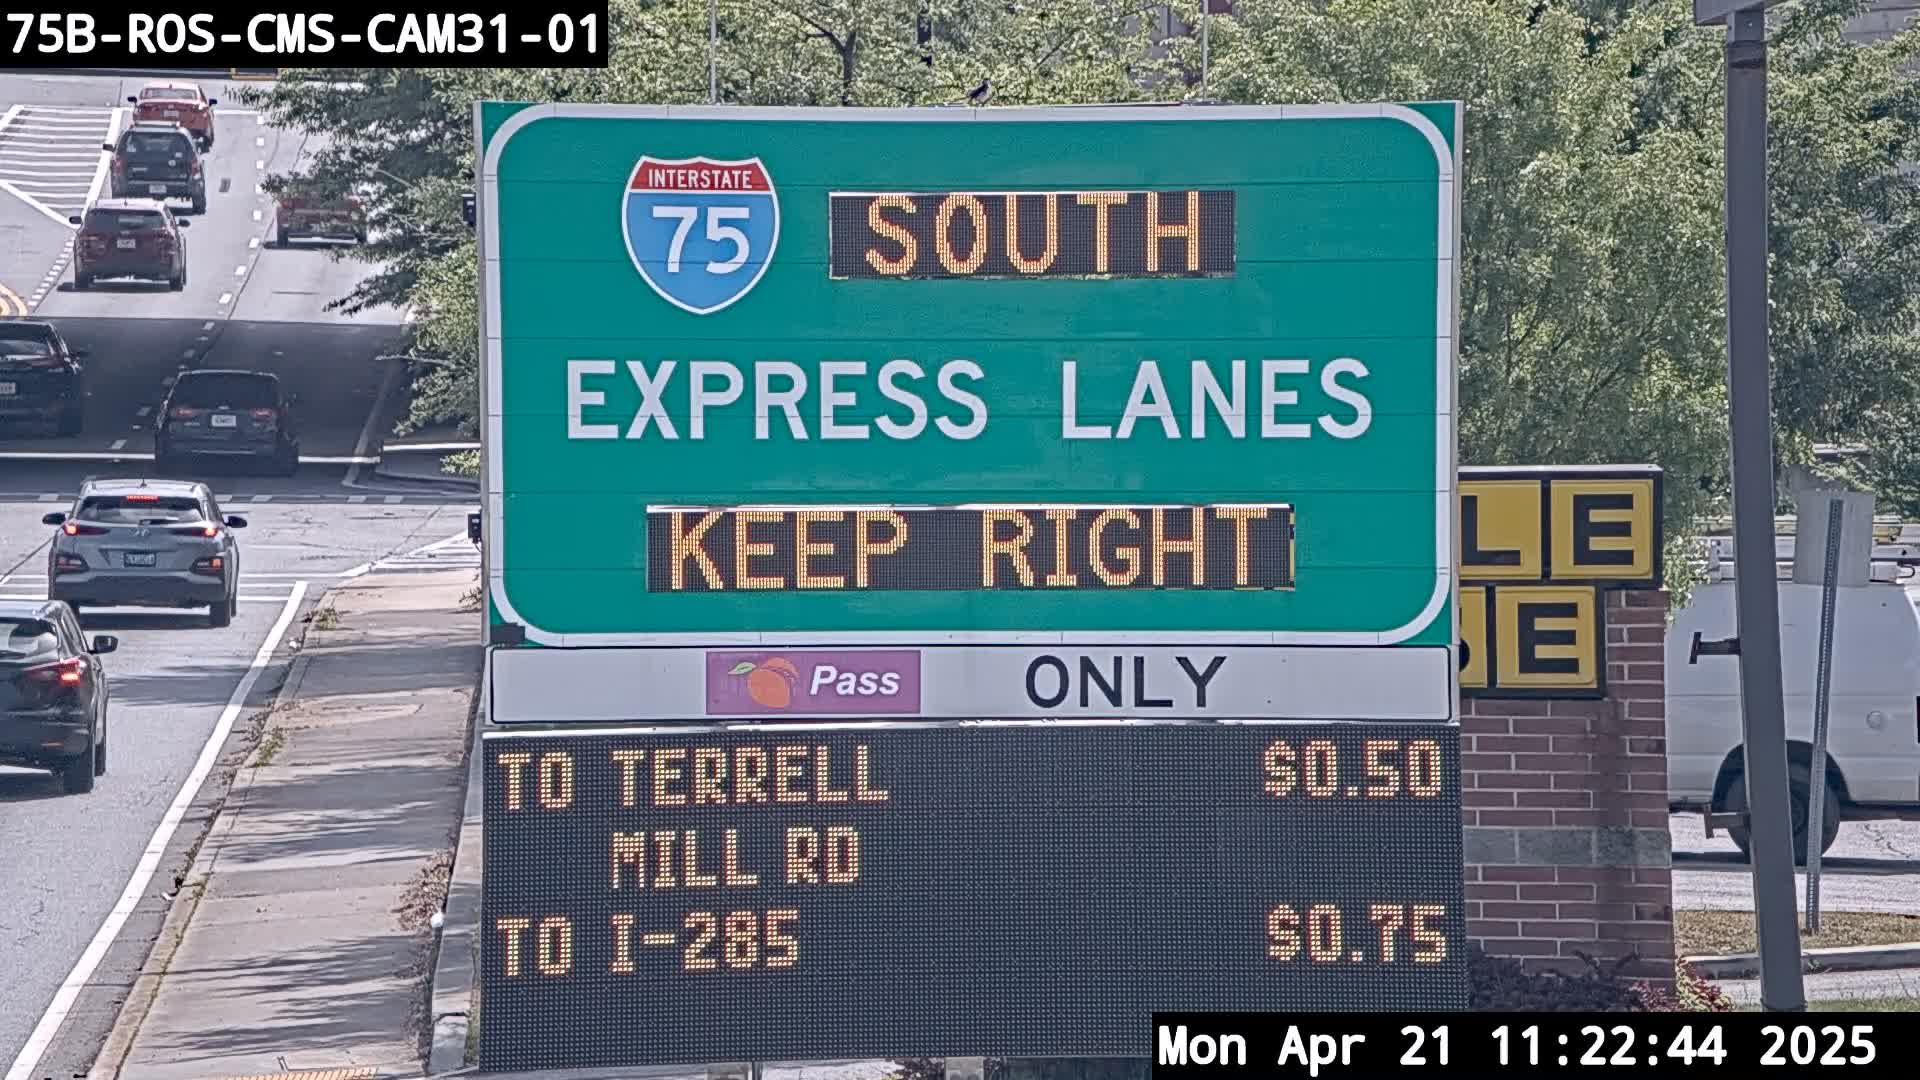 75B-ROS-CMS-CAM31-01
INTERSTATE
75
SOUTH
EXPRESS LANES
KEEP RIGHT
Pass ONLY
TO TERRELL $0.50
MILL RD
TO I-285 $0.75
LE
E
Mon Apr 21 11:22:44 2025